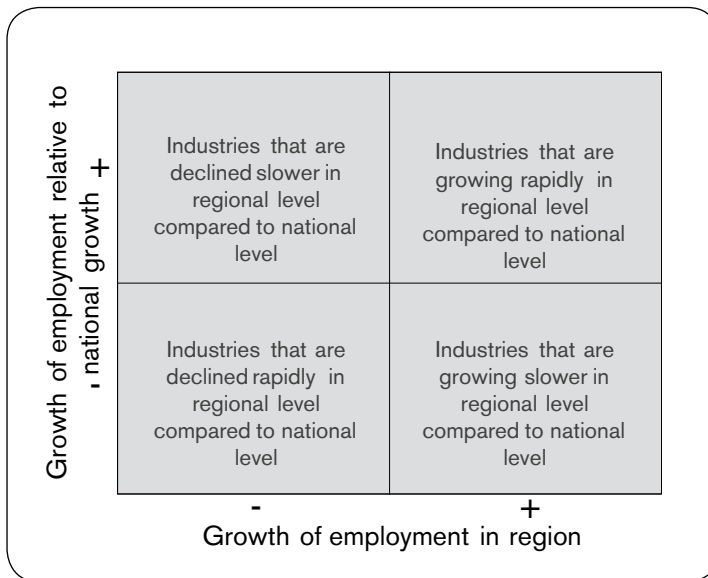 Growth of employment relative to
- national growth +
Industries that are
declined slower in
regional level
compared to national
level
Industries that are
growing rapidly in
regional level
compared to national
level
Industries that are
declined rapidly in
regional level
compared to national
level
Industries that are
growing slower in
regional level
compared to national
level
- +
Growth of employment in region